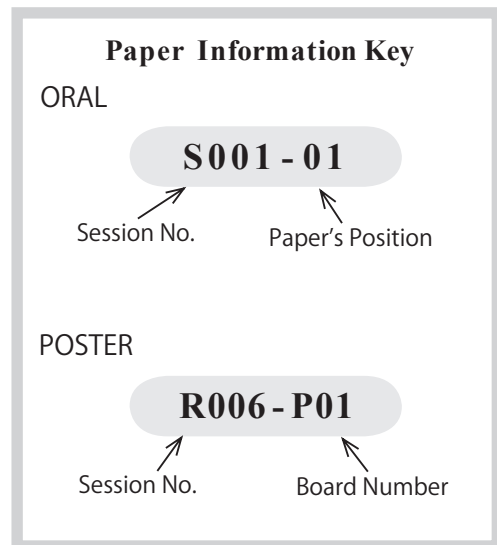 Paper Information Key
ORAL
S001 - 01
Session No. Paper's Position
POSTER
R006 - P01
Session No. Board Number